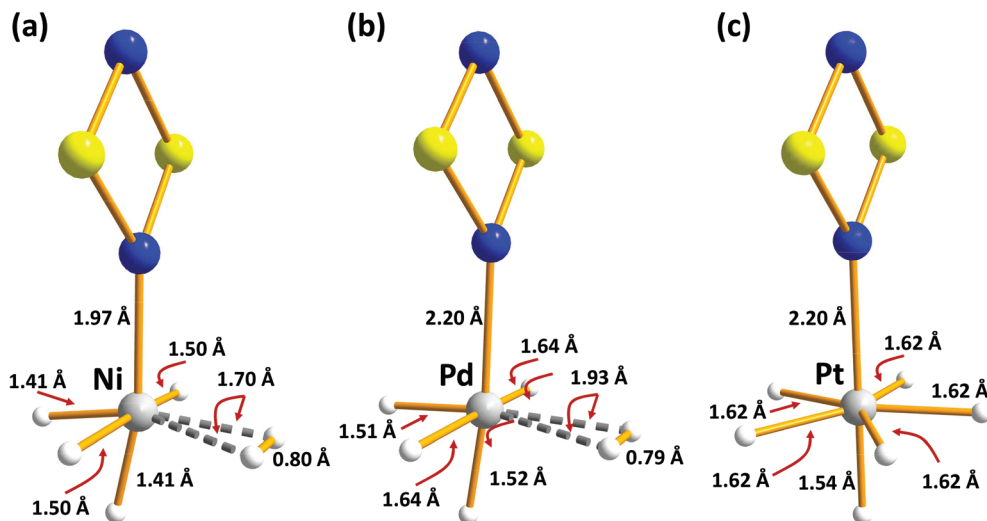 (a)
1.97 Å
1.50 Å
1.41 Å
Ni
1.70 Å
0.80 Å
1.41 Å
1.50 Å
(b)
2.20 Å
1.64 Å
Pd
1.93 Å
1.51 Å
0.79 Å
1.52 Å
1.64 Å
(c)
2.20 Å
1.62 Å
Pt
1.62 Å
1.62 Å
1.62 Å
1.54 Å
1.62 Å